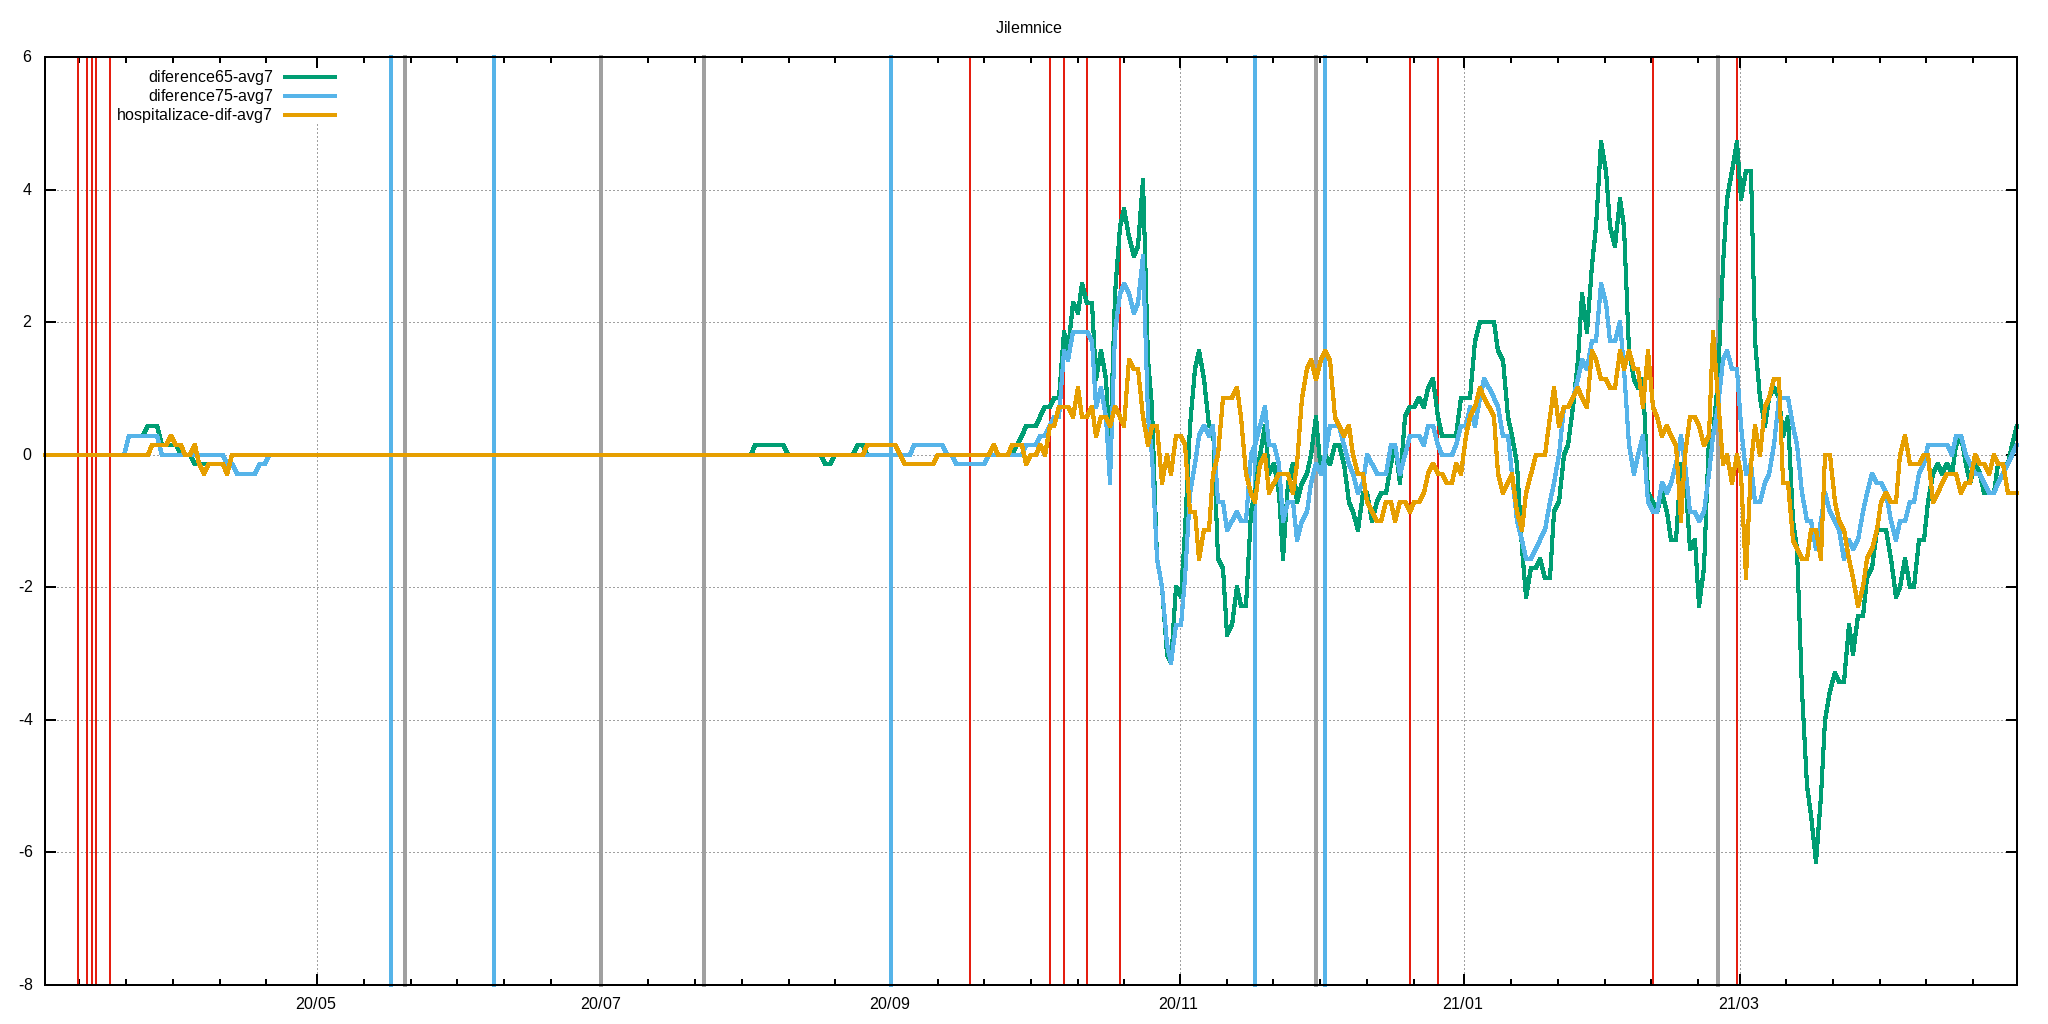 Jilemnice
6
diference65-avg7
diference75-avg7
hospitalizace-dif-avg7
4
2
0
-2
-4
-6
-8
20/05 20/07 20/09 20/11 21/01 21/03